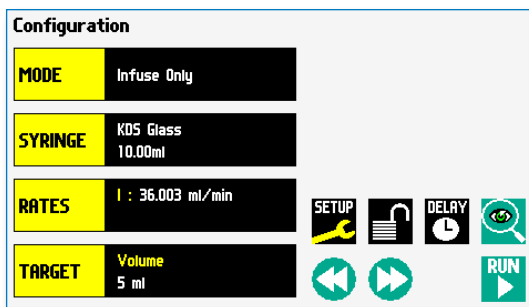 Configuration
MODE
Infuse Only
SYRINGE
KDS Glass
10.00ml
RATES
I : 36.003 ml/min
TARGET
Volume
5 ml
SETUP
DELAY
RUN